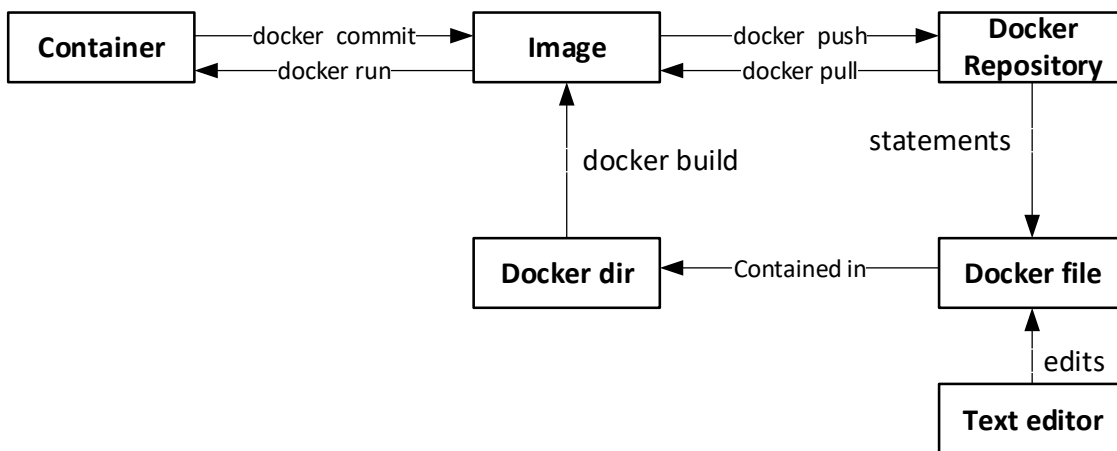 Container
docker commit
docker run
Image
docker push
docker pull
Docker
Repository
docker build
statements
Docker dir
Contained in
Docker file
edits
Text editor